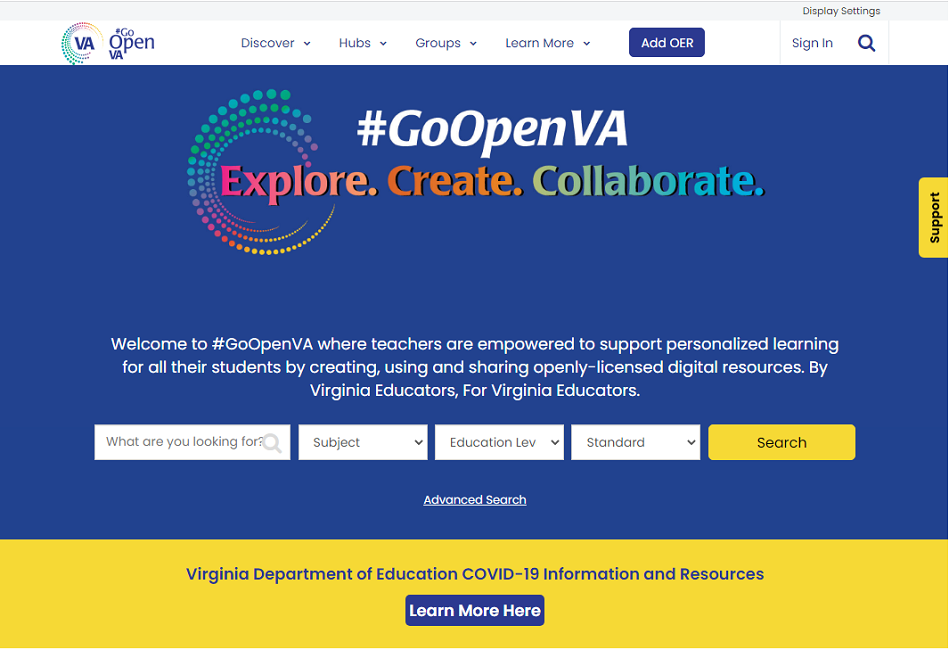 Display Settings
VA #Go Open VA
Discover Hubs Groups Learn More Add OER Sign In
#GoOpenVA
Explore. Create. Collaborate.
Support
Welcome to #GoOpenVA where teachers are empowered to support personalized learning
for all their students by creating, using and sharing openly-licensed digital resources. By
Virginia Educators, For Virginia Educators.
What are you looking for? Subject Education Lev Standard Search
Advanced Search
Virginia Department of Education COVID-19 Information and Resources
Learn More Here